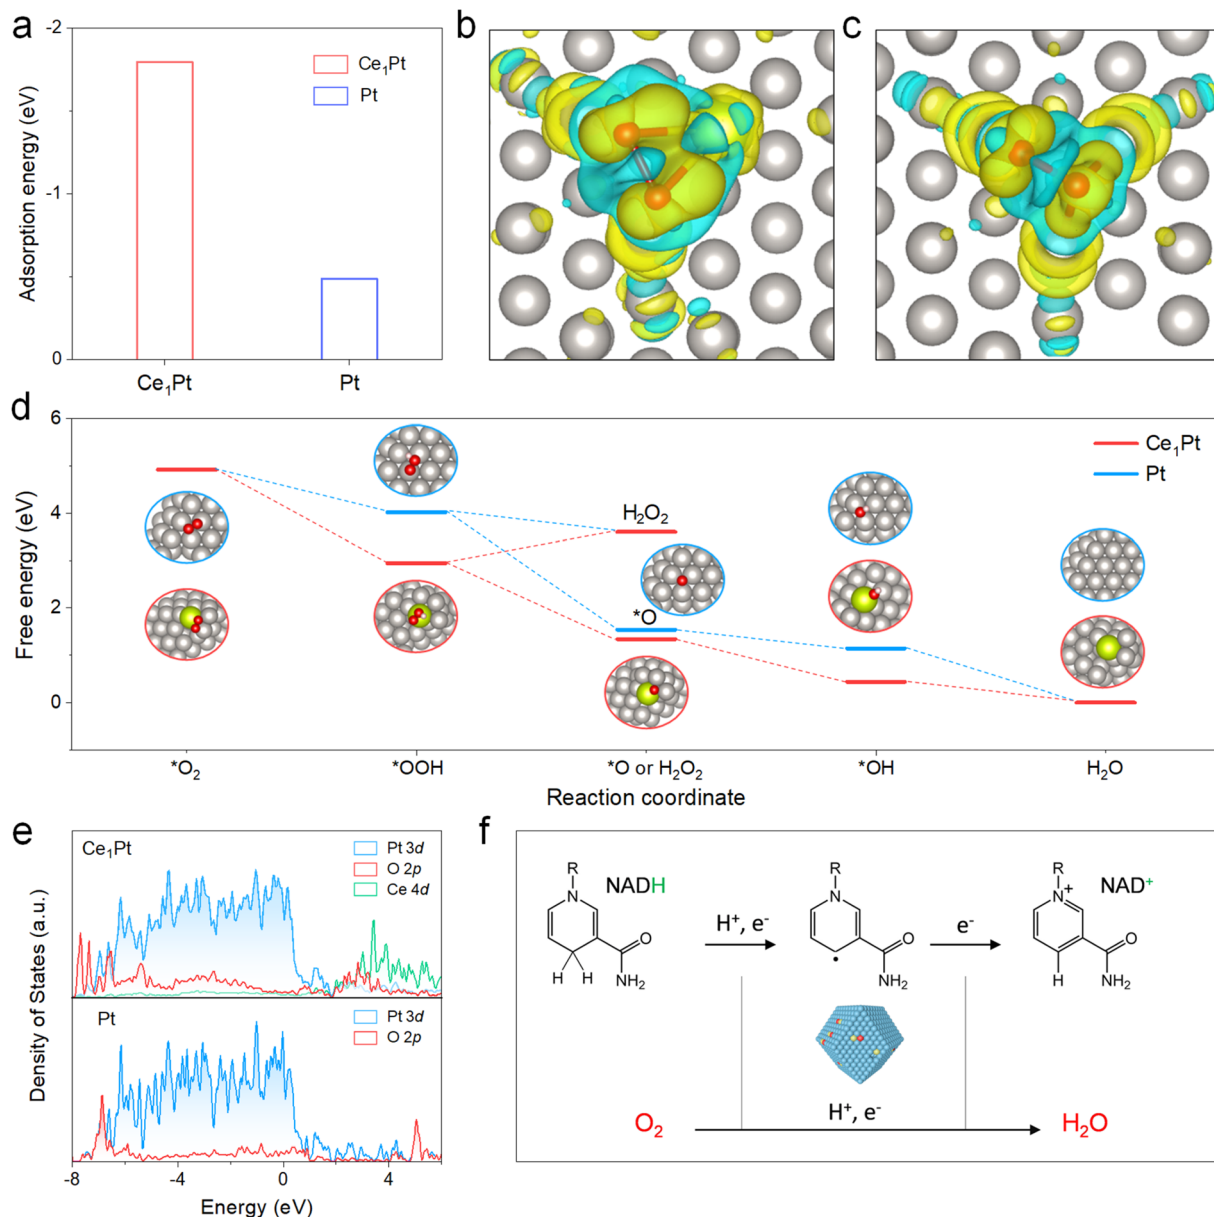 a
-2
-1
0
Adsorption energy (eV)
Ce₁Pt
Pt
Ce₁Pt
Pt
b
c
d
6
4
2
0
Free energy (eV)
Ce₁Pt
Pt
H₂O₂
*O
*O₂
*OOH
*O or H₂O₂
*OH
H₂O
Reaction coordinate
e
Density of States (a.u.)
Ce₁Pt
Pt 3d
O 2p
Ce 4d
Pt
Pt 3d
O 2p
-8
-4
0
4
Energy (eV)
f
R
N
NADH
O
NH₂
H H
H⁺, e⁻
R
N
O
NH₂
e⁻
R
N+
NAD⁺
O
NH₂
H
O₂
H⁺, e⁻
H₂O